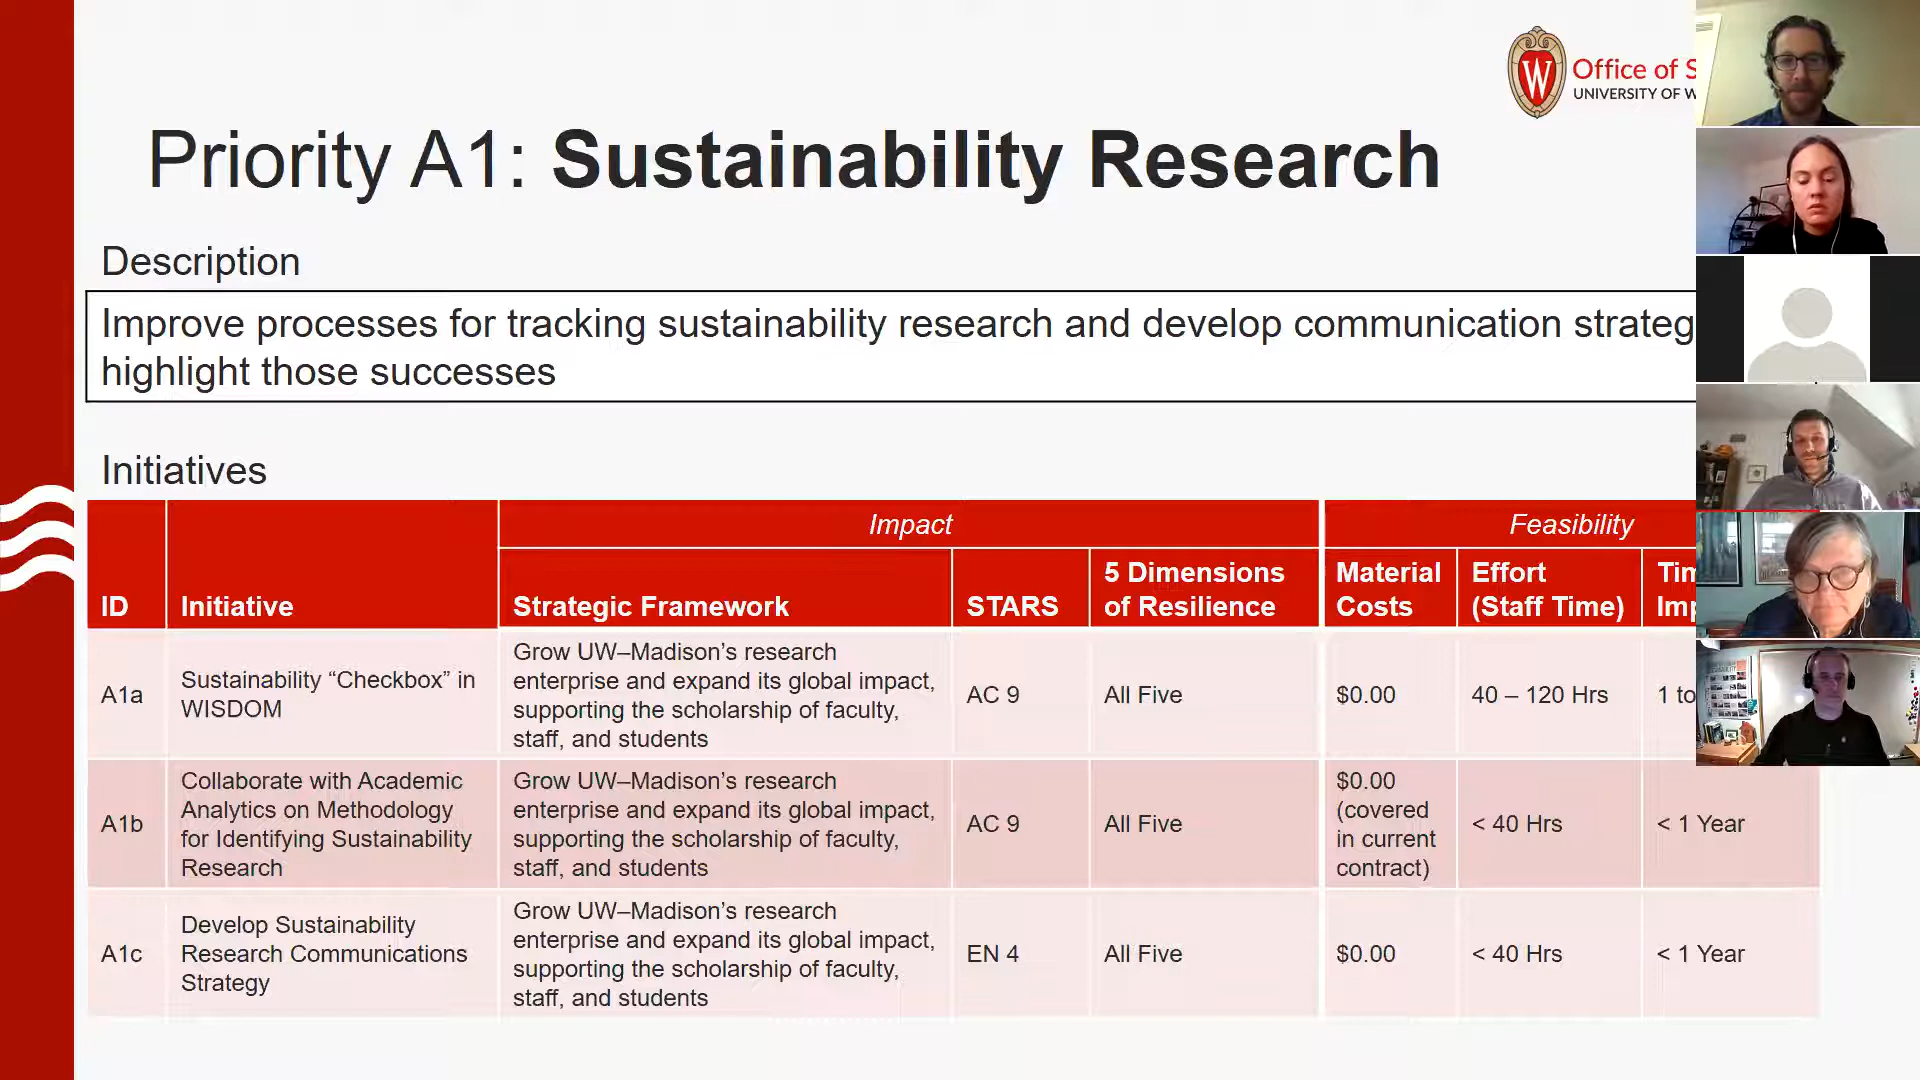 Office of
UNIVERSITY OF
Priority A1: Sustainability Research
Description
Improve processes for tracking sustainability research and develop communication
highlight those successes
Initiatives
Impact
Feasibility
ID
Initiative
Strategic Framework
STARS
5 Dimensions
of Resilience
Material
Costs
Effort
(Staff Time)
A1a
Sustainability “Checkbox” in
WISDOM
Grow UW–Madison’s research
enterprise and expand its global impact,
supporting the scholarship of faculty,
staff, and students
AC 9
All Five
$0.00
40 – 120 Hrs
1 to
A1b
Collaborate with Academic
Analytics on Methodology
for Identifying Sustainability
Research
Grow UW–Madison’s research
enterprise and expand its global impact,
supporting the scholarship of faculty,
staff, and students
AC 9
All Five
$0.00
(covered
in current
contract)
< 40 Hrs
< 1 Year
A1c
Develop Sustainability
Research Communications
Strategy
Grow UW–Madison’s research
enterprise and expand its global impact,
supporting the scholarship of faculty,
staff, and students
EN 4
All Five
$0.00
< 40 Hrs
< 1 Year